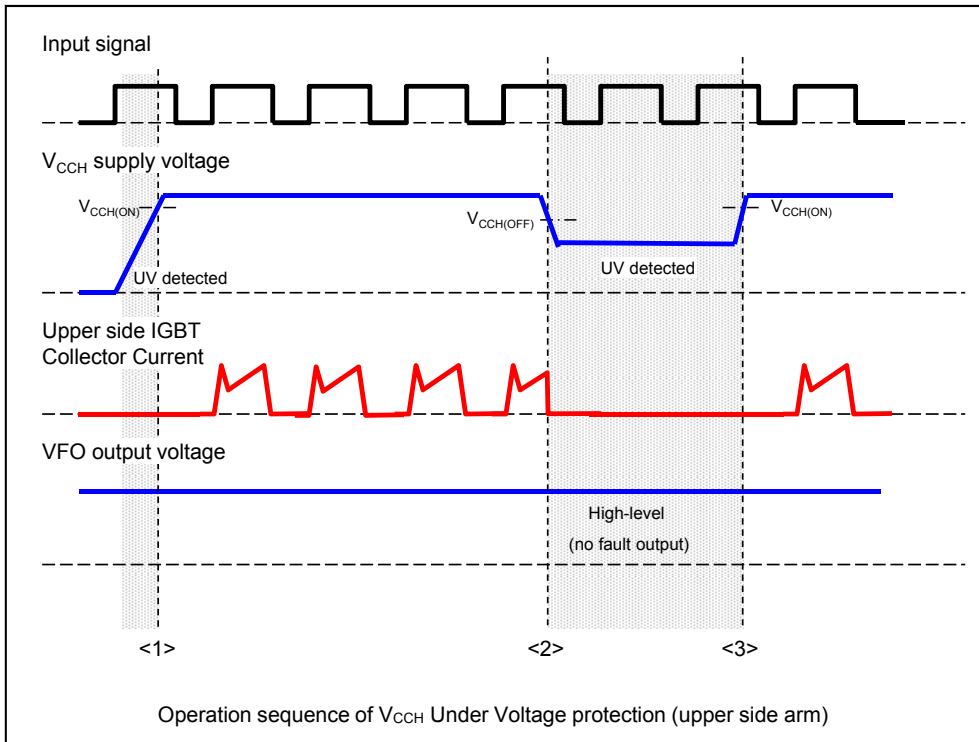 Input signal
VCCH supply voltage
VCCH(ON)
VCCH(OFF)
VCCH(ON)
UV detected
UV detected
Upper side IGBT
Collector Current
VFO output voltage
High-level
(no fault output)
<1>
<2>
<3>
Operation sequence of VCCH Under Voltage protection (upper side arm)